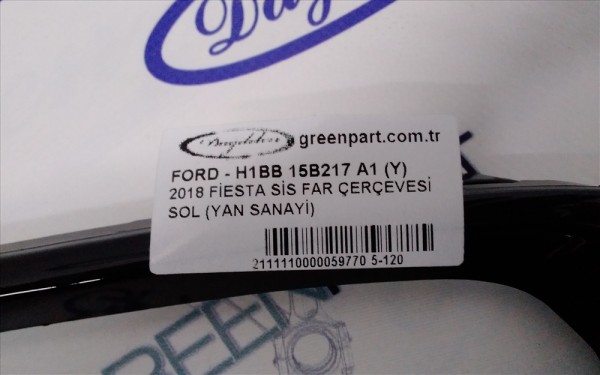 greenpart.com.tr
FORD - H1BB 15B217 A1 (Y)
2018 FİESTA SİS FAR ÇERÇEVESİ
SOL (YAN SANAYİ)
2111110000059770 5-120